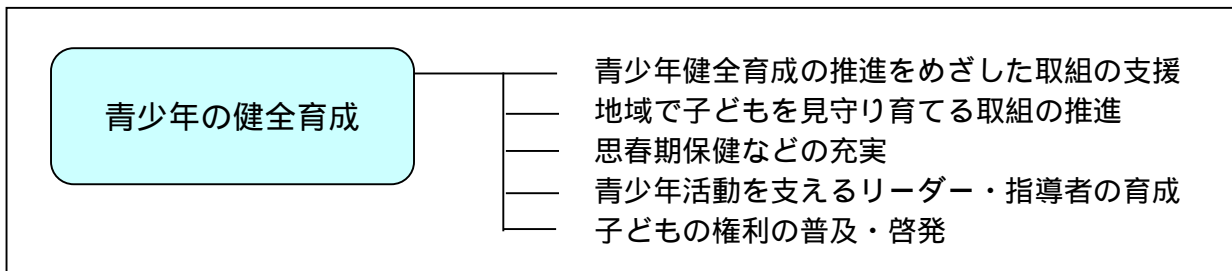 青少年の健全育成
青少年健全育成の推進をめざした取組の支援
地域で子どもを見守り育てる取組の推進
思春期保健などの充実
青少年活動を支えるリーダー・指導者の育成
子どもの権利の普及・啓発